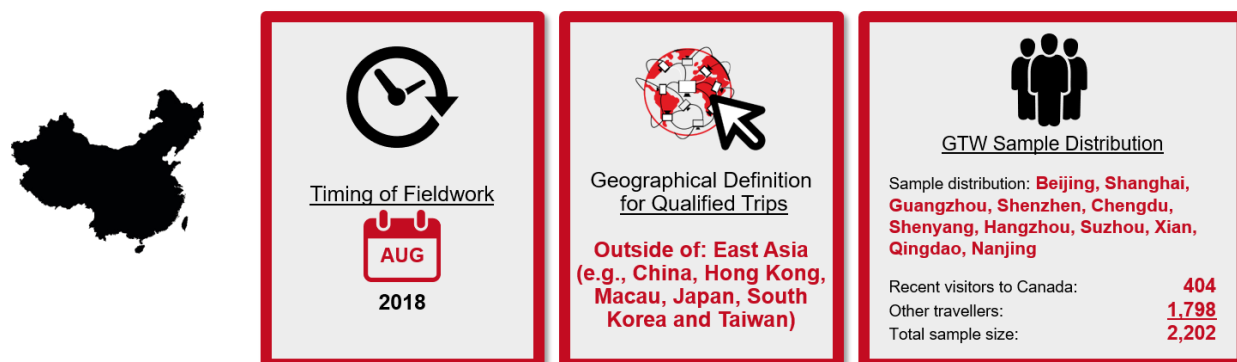 Timing of Fieldwork
AUG
2018
Geographical Definition
for Qualified Trips
Outside of: East Asia
(e.g., China, Hong Kong,
Macau, Japan, South
Korea and Taiwan)
GTW Sample Distribution
Sample distribution: Beijing, Shanghai,
Guangzhou, Shenzhen, Chengdu,
Shenyang, Hangzhou, Suzhou, Xian,
Qingdao, Nanjing
Recent visitors to Canada: 404
Other travellers: 1,798
Total sample size: 2,202